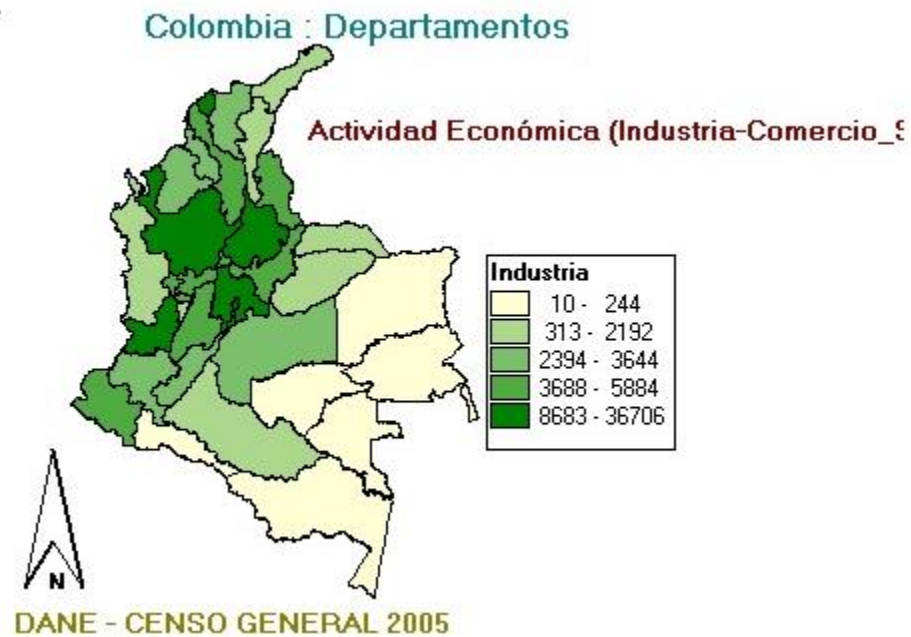 Colombia : Departamentos
Actividad Económica (Industria-Comercio_S
Industria
10 - 244
313 - 2192
2394 - 3644
3688 - 5884
8683 - 36706
N
DANE - CENSO GENERAL 2005